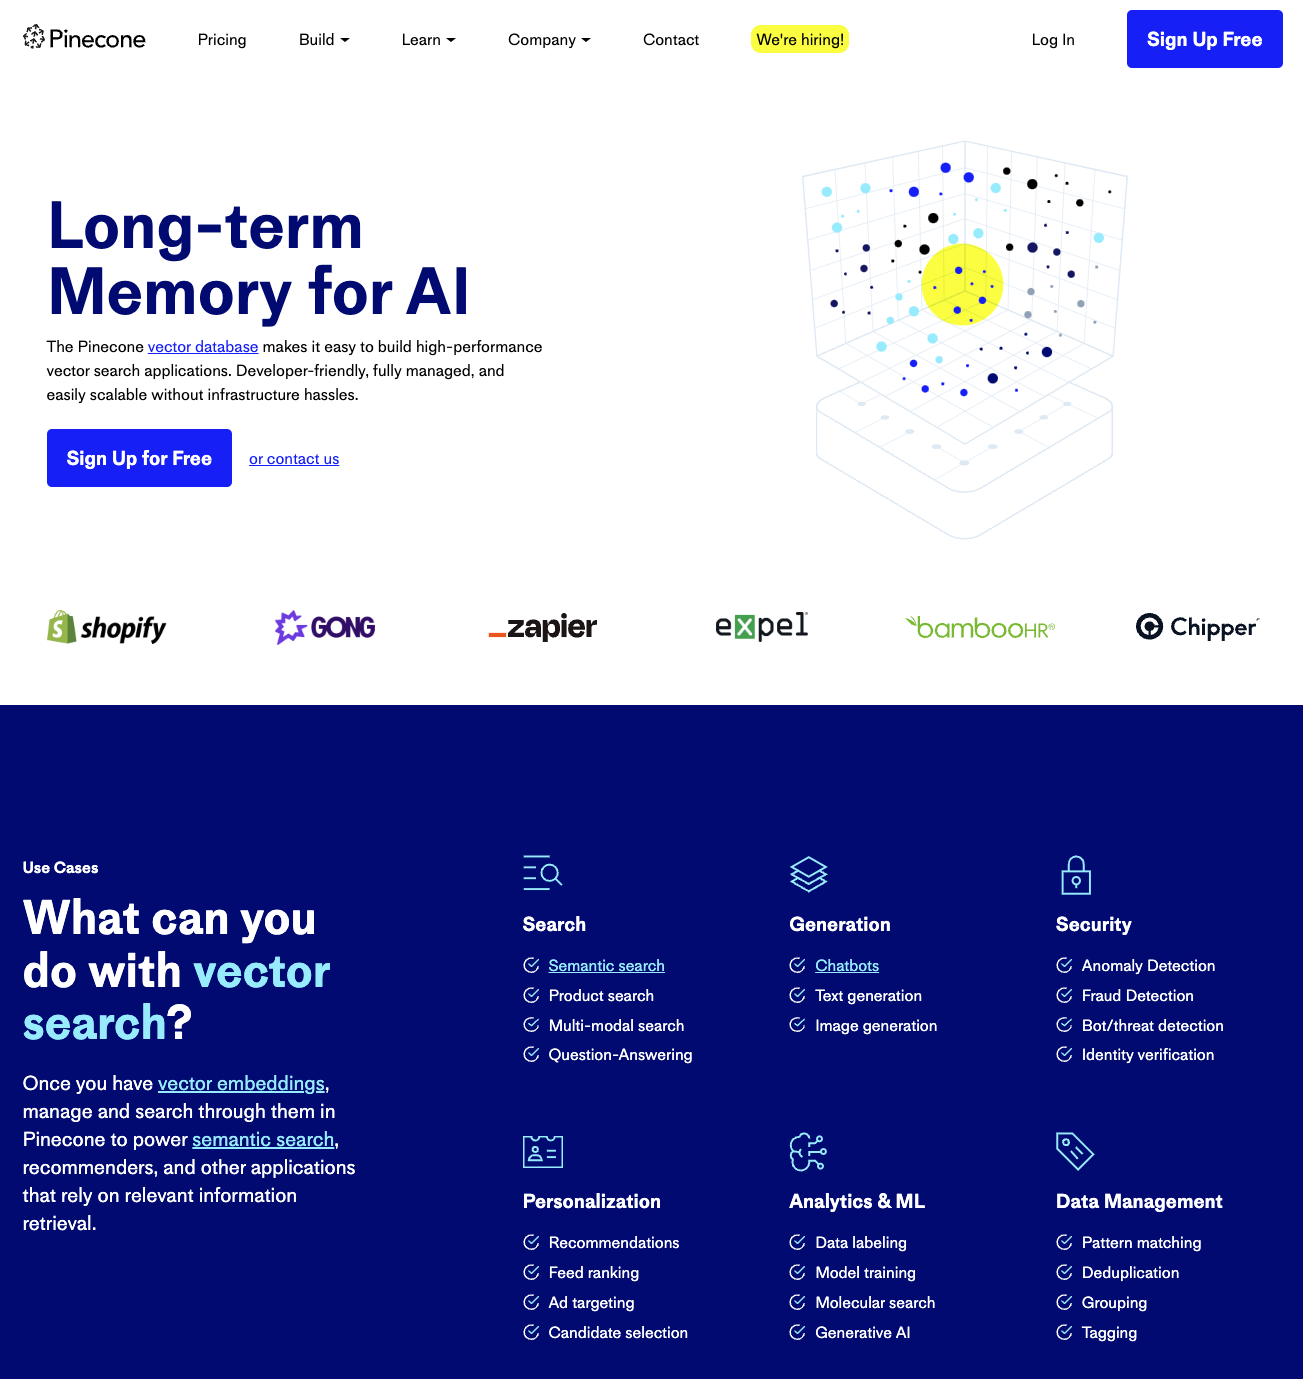 Pinecone
Pricing
Build
Learn
Company
Contact
We're hiring!
Log In
Sign Up Free
Long-term
Memory for AI
The Pinecone vector database makes it easy to build high-performance
vector search applications. Developer-friendly, fully managed, and
easily scalable without infrastructure hassles.
Sign Up for Free
or contact us
shopify
GONG
_zapier
expel
bambooHR®
Chipper
Use Cases
What can you
do with vector
search?
Once you have vector embeddings,
manage and search through them in
Pinecone to power semantic search,
recommenders, and other applications
that rely on relevant information
retrieval.
Search
Semantic search
Product search
Multi-modal search
Question-Answering
Generation
Chatbots
Text generation
Image generation
Security
Anomaly Detection
Fraud Detection
Bot/threat detection
Identity verification
Personalization
Recommendations
Feed ranking
Ad targeting
Candidate selection
Analytics & ML
Data labeling
Model training
Molecular search
Generative AI
Data Management
Pattern matching
Deduplication
Grouping
Tagging